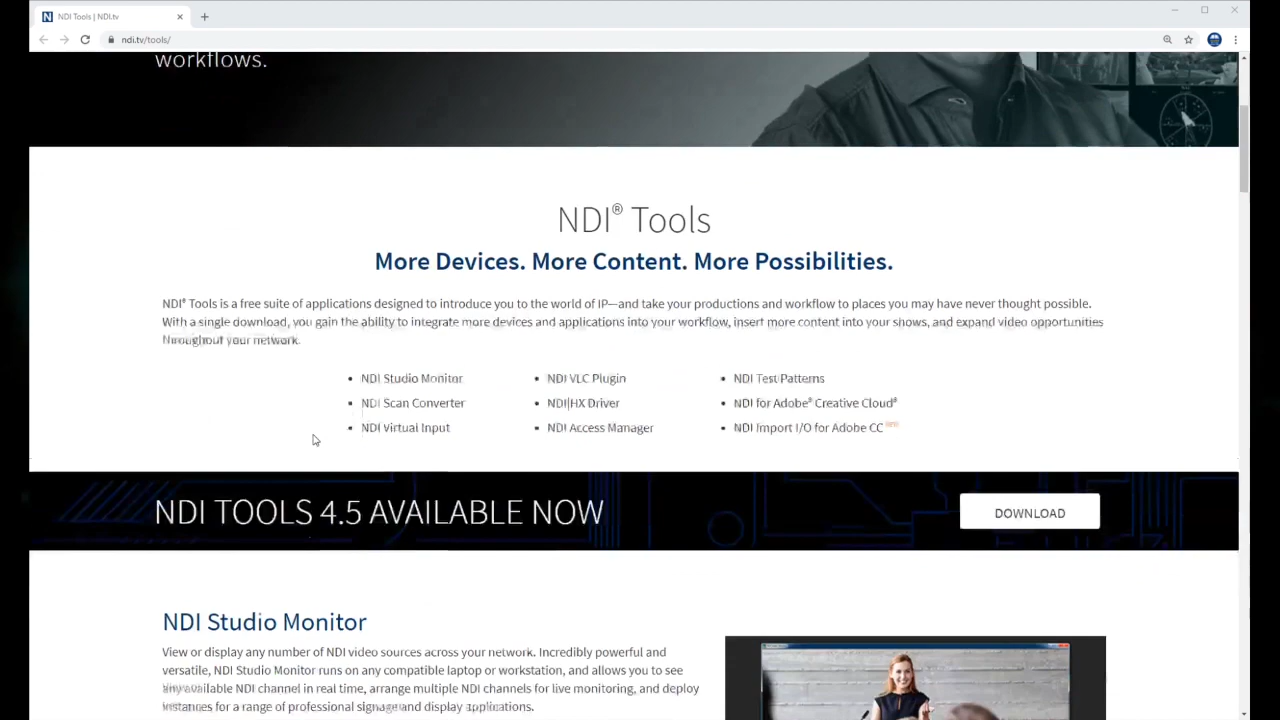 NDI Tools | NDI.tv
ndi.tv/tools/
workflows.
NDI® Tools
More Devices. More Content. More Possibilities.
NDI® Tools is a free suite of applications designed to introduce you to the world of IP—and take your productions and workflow to places you may have never thought possible.
With a single download, you gain the ability to integrate more devices and applications into your workflow, insert more content into your shows, and expand video opportunities
throughout your network.
• NDI Studio Monitor • NDI VLC Plugin • NDI Test Patterns
• NDI Scan Converter • NDI|HX Driver • NDI for Adobe® Creative Cloud®
• NDI Virtual Input • NDI Access Manager • NDI Import I/O for Adobe CC
NDI TOOLS 4.5 AVAILABLE NOW DOWNLOAD
NDI Studio Monitor
View or display any number of NDI video sources across your network. Incredibly powerful and
versatile, NDI Studio Monitor runs on any compatible laptop or workstation, and allows you to see
any available NDI channel in real time, arrange multiple NDI channels for live monitoring, and deploy
instances for a range of professional signage and display applications.